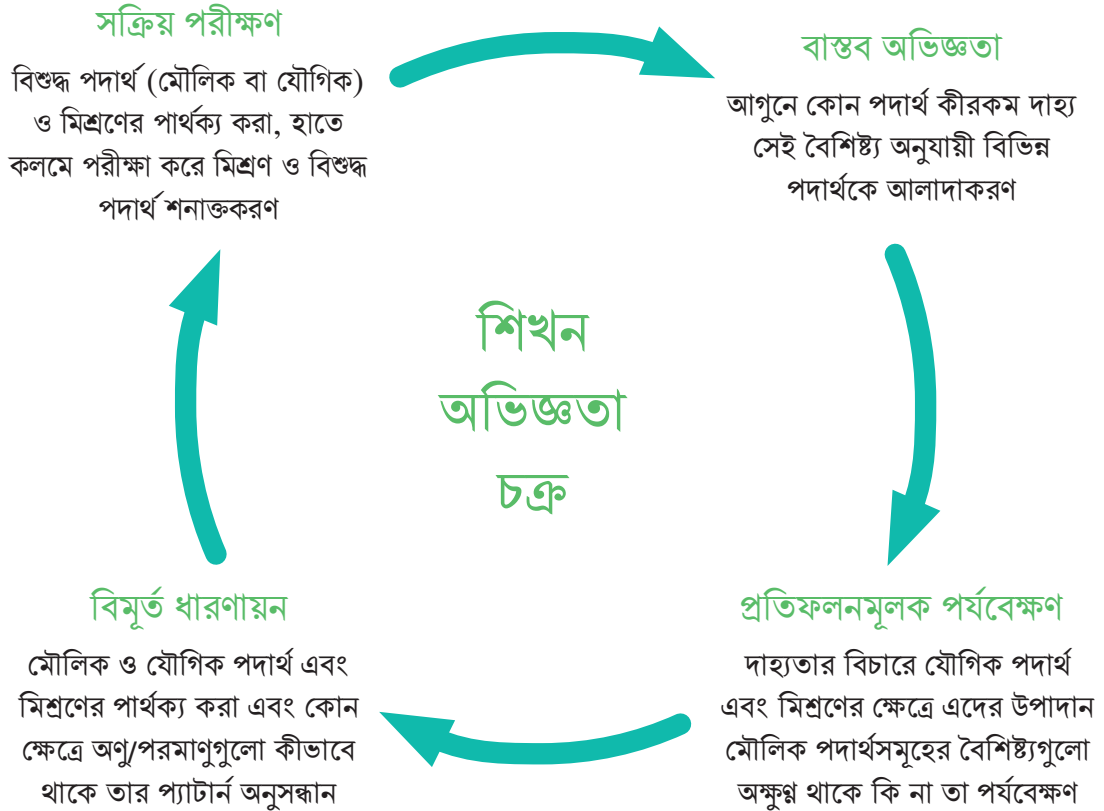 সক্রিয় পরীক্ষণ
বিশুদ্ধ পদার্থ (মৌলিক বা যৌগিক)
ও মিশ্রণের পার্থক্য করা, হাতে
কলমে পরীক্ষা করে মিশ্রণ ও বিশুদ্ধ
পদার্থ শনাক্তকরণ
বাস্তব অভিজ্ঞতা
আগুনে কোন পদার্থ কীরকম দাহ্য
সেই বৈশিষ্ট্য অনুযায়ী বিভিন্ন
পদার্থকে আলাদাকরণ
শিখন
অভিজ্ঞতা
চক্র
বিমূর্ত ধারণায়ন
মৌলিক ও যৌগিক পদার্থ এবং
মিশ্রণের পার্থক্য করা এবং কোন
ক্ষেত্রে অণু/পরমাণুগুলো কীভাবে
থাকে তার প্যাটার্ন অনুসন্ধান
প্রতিফলনমূলক পর্যবেক্ষণ
দাহ্যতার বিচারে যৌগিক পদার্থ
এবং মিশ্রণের ক্ষেত্রে এদের উপাদান
মৌলিক পদার্থসমূহের বৈশিষ্ট্যগুলো
অক্ষুণ্ণ থাকে কি না তা পর্যবেক্ষণ